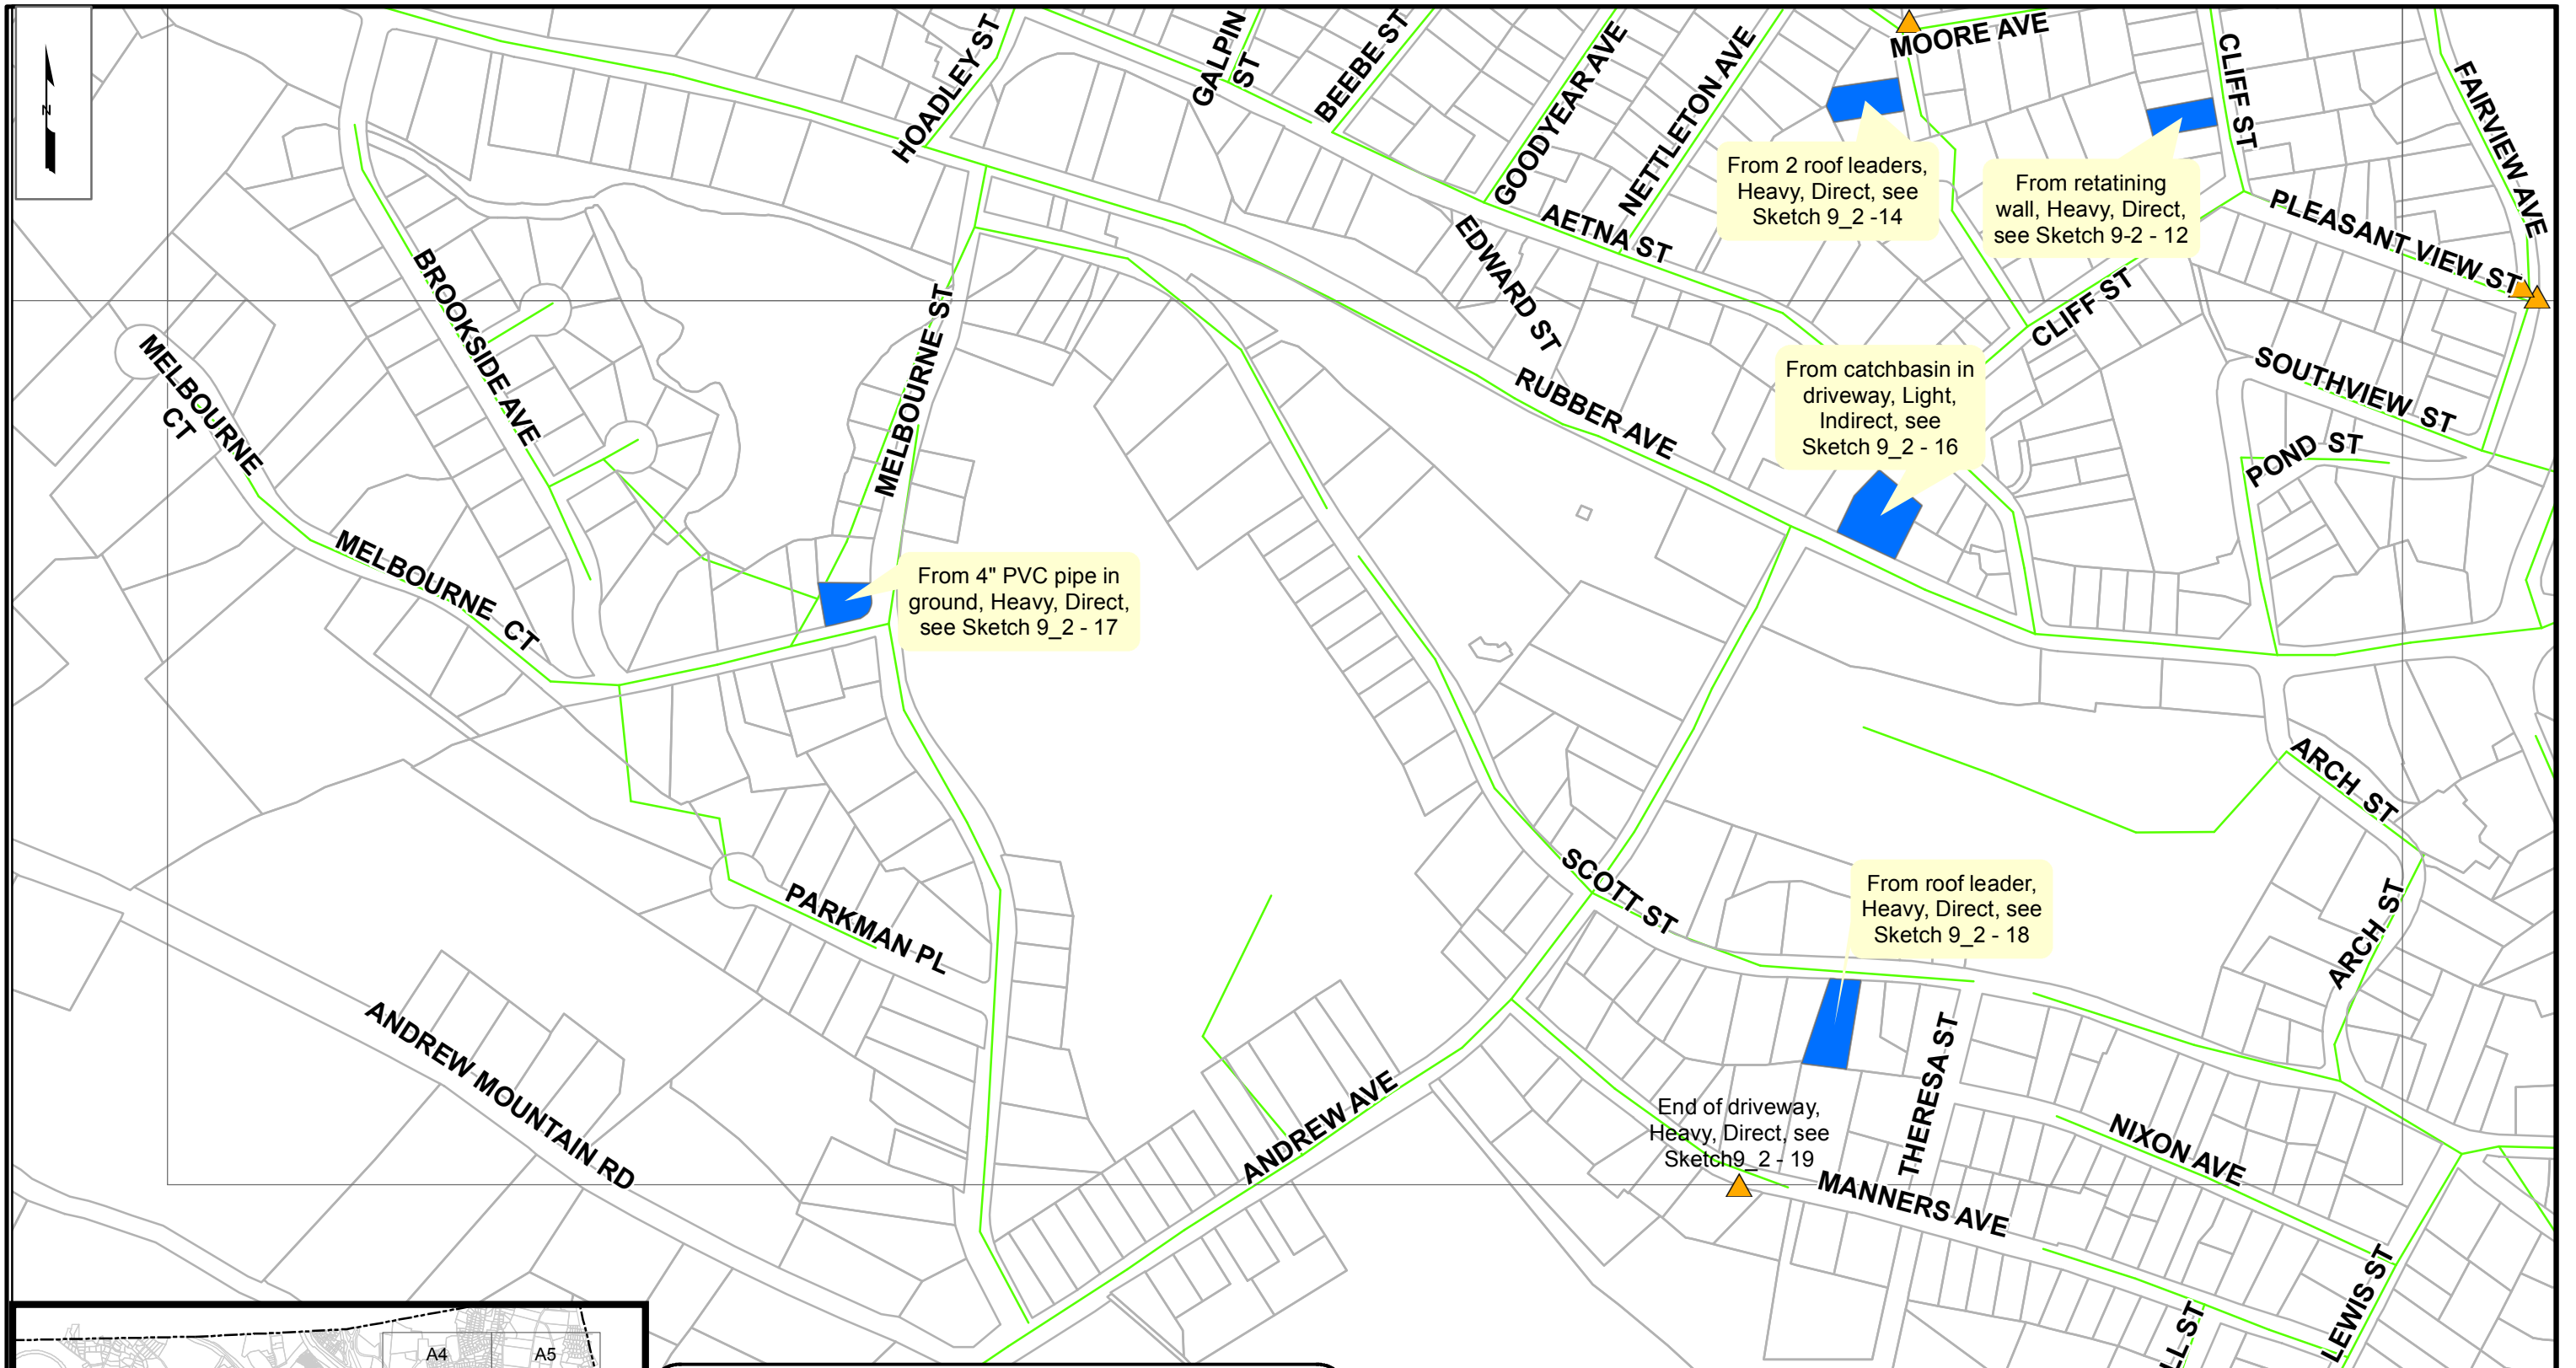 N
HOADLEY ST
GALPIN
ST
BEEBE ST
GOODYEAR AVE
NETTLETON AVE
MOORE AVE
CLIFF ST
FAIRVIEW AVE
From 2 roof leaders,
Heavy, Direct, see
Sketch 9_2 -14
From retatining
wall, Heavy, Direct,
see Sketch 9-2 - 12
PLEASANT VIEW ST
AETNA ST
EDWARD ST
CLIFF ST
BROOKSIDE AVE
MELBOURNE ST
MELBOURNE
CT
RUBBER AVE
From catchbasin in
driveway, Light,
Indirect, see
Sketch 9_2 - 16
SOUTHVIEW ST
POND ST
MELBOURNE CT
From 4" PVC pipe in
ground, Heavy, Direct,
see Sketch 9_2 - 17
ARCH ST
SCOTT ST
From roof leader,
Heavy, Direct, see
Sketch 9_2 - 18
PARKMAN PL
ARCH ST
ANDREW MOUNTAIN RD
ANDREW AVE
THERESA ST
End of driveway,
Heavy, Direct, see
Sketch9_2 - 19
NIXON AVE
MANNERS AVE
LEWIS ST
LL ST
A4
A5